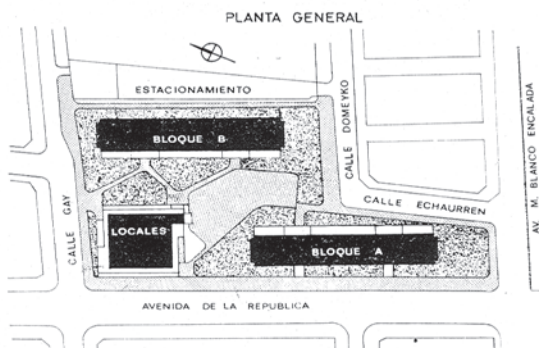 PLANTA GENERAL
ESTACIONAMIENTO
BLOQUE B
CALLE DOMEYKO
AV. M. BLANCO ENCALADA
CALLE ECHAURREN
CALLE GAY
LOCALES
BLOQUE A
AVENIDA DE LA REPUBLICA